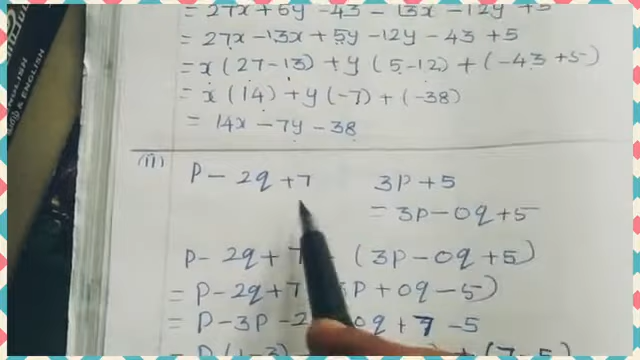 = 27x + 5y - 43 - 13x - 12y + 5
= 27x - 13x + 5y - 12y - 43 + 5
= x (27 - 13) + y (5 - 12) + (-43 + 5)
= x (14) + y (-7) + (-38)
= 14x - 7y - 38
(iii) P - 2q + 7 3P + 5
= 3P - 0q + 5
P - 2q + 7 - (3P - 0q + 5)
= P - 2q + 7 P + 0q - 5)
= P - 3P - 2 0q + 7 - 5
& ENGLISH